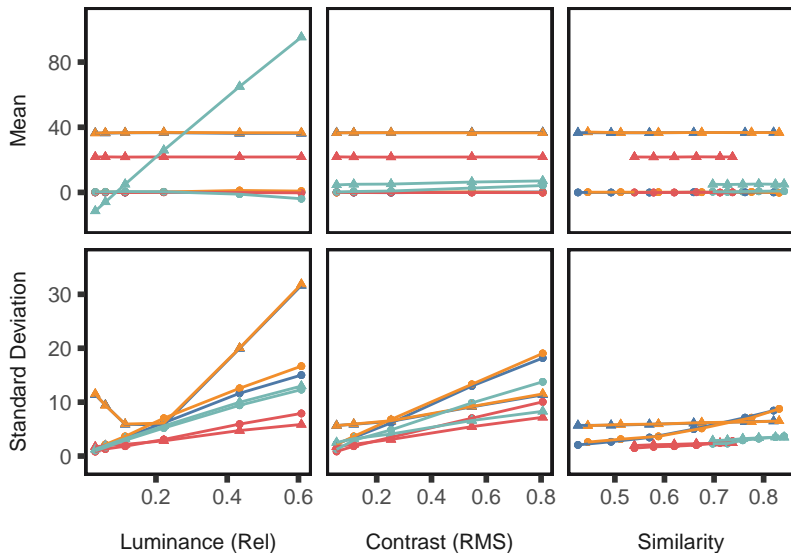 Mean
80
40
0
Standard Deviation
30
20
10
0
0.2 0.4 0.6
0.2 0.4 0.6 0.8
0.5 0.6 0.7 0.8
Luminance (Rel)
Contrast (RMS)
Similarity